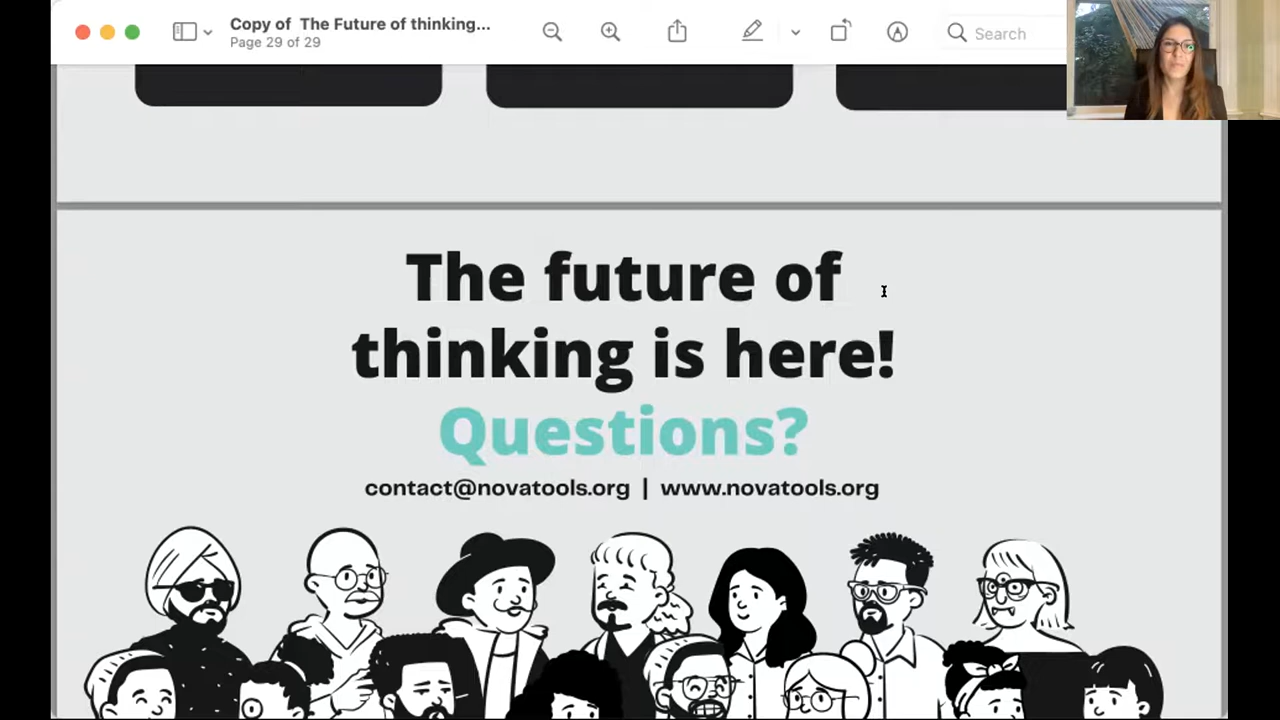 Copy of The Future of thinking...
Page 29 of 29
Search
The future of
thinking is here!
Questions?
contact@novatools.org | www.novatools.org